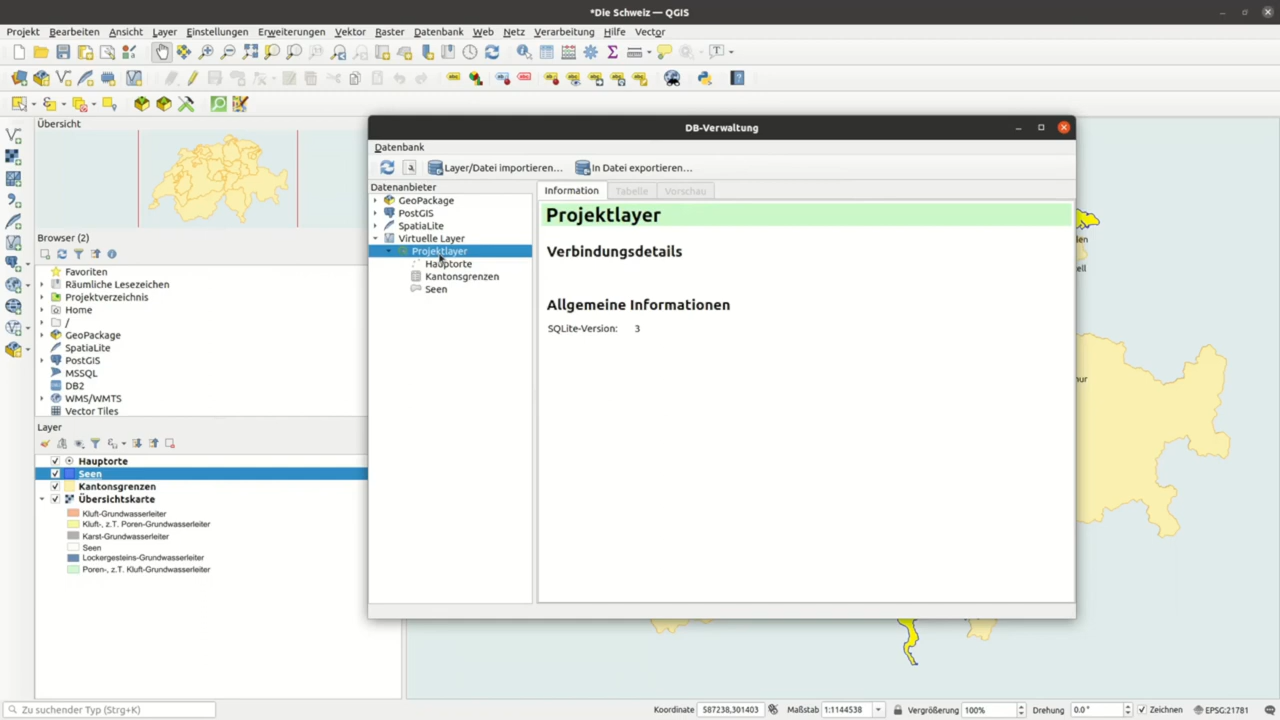 *Die Schweiz — QGIS
Projekt Bearbeiten Ansicht Layer Einstellungen Erweiterungen Vektor Raster Datenbank Web Netz Verarbeitung Hilfe Vector
Übersicht
Browser (2)
Favoriten
Räumliche Lesezeichen
Projektverzeichnis
Home
/
GeoPackage
SpatiaLite
PostGIS
MSSQL
DB2
WMS/WMTS
Vector Tiles
Layer
Hauptorte
Seen
Kantonsgrenzen
Übersichtskarte
Kluft-Grundwasserleiter
Kluft-, z.T. Poren-Grundwasserleiter
Karst-Grundwasserleiter
Seen
Lockergesteins-Grundwasserleiter
Poren-, z.T. Kluft-Grundwasserleiter
DB-Verwaltung
Datenbank
Layer/Datei importieren… In Datei exportieren…
Datenanbieter
GeoPackage
PostGIS
SpatiaLite
Virtuelle Layer
Projektlayer
Hauptorte
Kantonsgrenzen
Seen
Information Tabelle Vorschau
Projektlayer
Verbindungsdetails
Allgemeine Informationen
SQLite-Version: 3
Zu suchender Typ (Strg+K)
Koordinate 587238,301403 Maßstab 1:1144538 Vergrößerung 100% Drehung 0.0 ° Zeichnen EPSG:21781